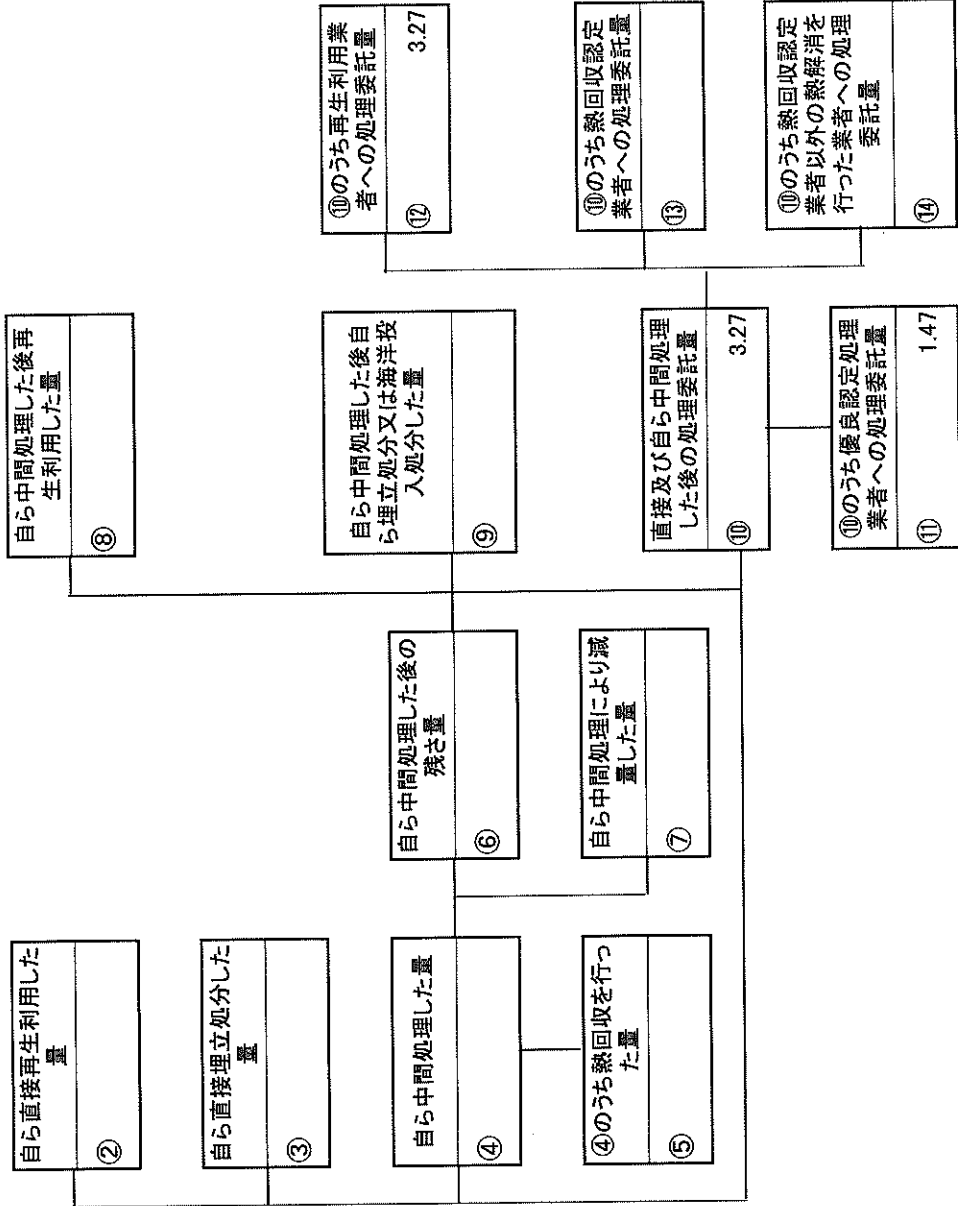 自ら直接再生利用した
量
②
自ら直接埋立処分した
量
③
自ら中間処理した量
④
④のうち熱回収を行っ
た量
⑤
自ら中間処理した後の
残さ量
⑥
自ら中間処理により減
量した量
⑦
自ら中間処理した後再
生利用した量
⑧
自ら中間処理した後自
ら埋立処分又は海洋投
入処分した量
⑨
直接及び自ら中間処理
した後の処理委託量
⑩ 3.27
⑩のうち優良認定処理
業者への処理委託量
⑪ 1.47
⑩のうち再生利用業
者への処理委託量
⑫ 3.27
⑩のうち熱回収認定
業者への処理委託量
⑬
⑩のうち熱回収認定
業者以外の熱解消を
行った業者への処理
委託量
⑭